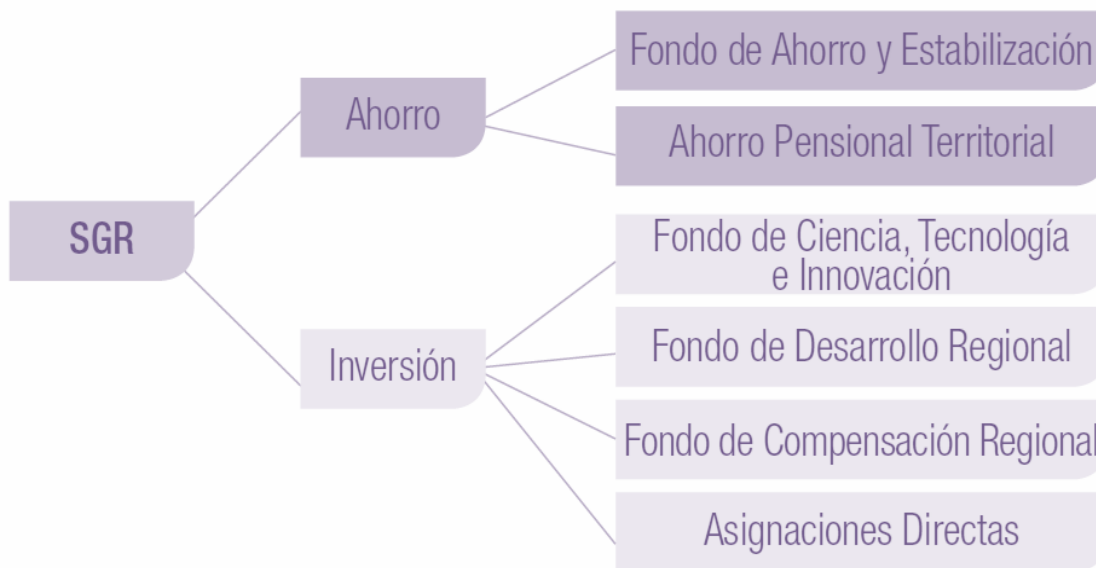 SGR
Ahorro
Fondo de Ahorro y Estabilización
Ahorro Pensional Territorial
Inversión
Fondo de Ciencia, Tecnología
e Innovación
Fondo de Desarrollo Regional
Fondo de Compensación Regional
Asignaciones Directas